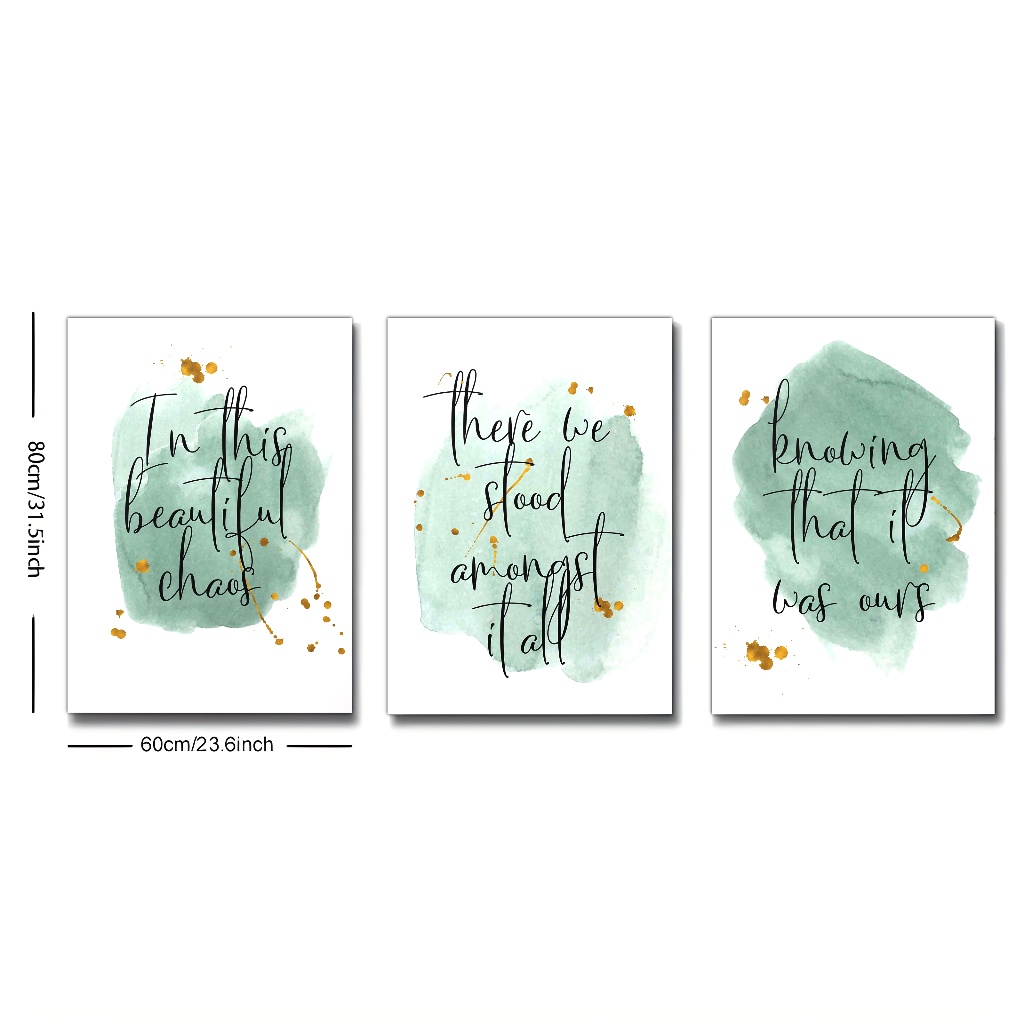 In this
beautiful
chaos
there we
stood
amongst
it all
knowing
that it
was ours
80cm/31.5inch
60cm/23.6inch